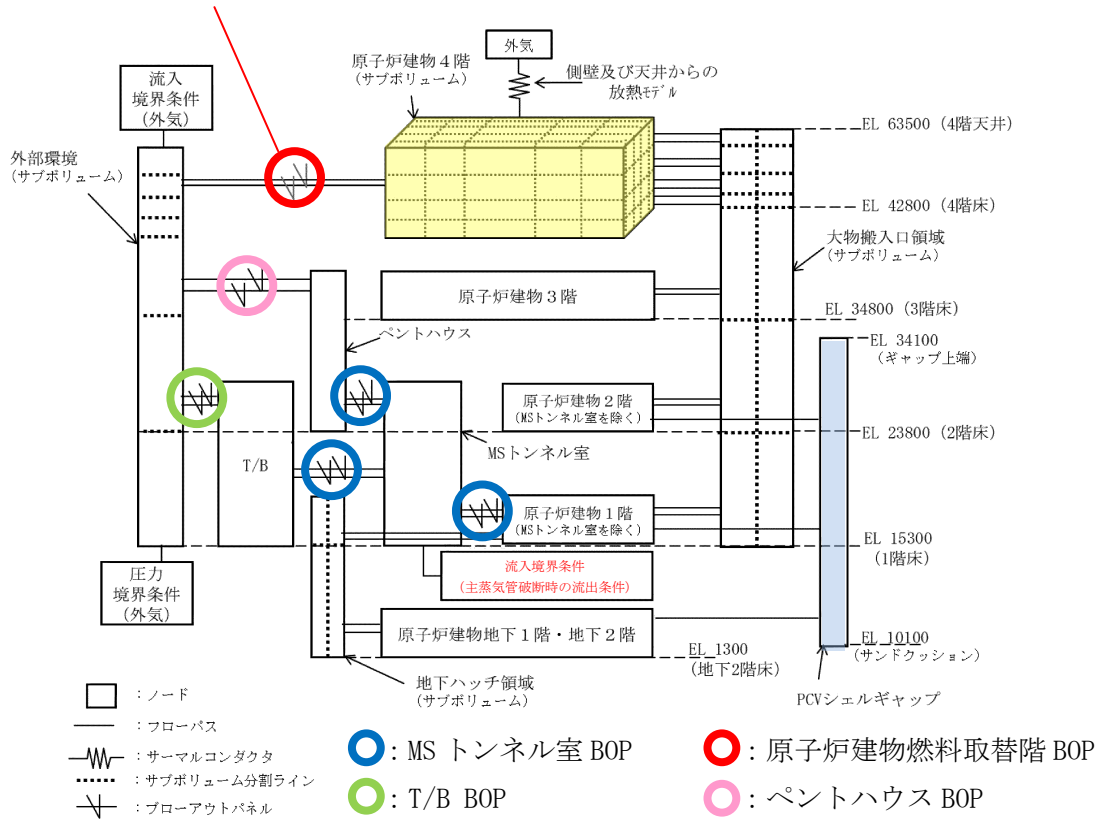 外気
原子炉建物４階
(サブボリューム)
側壁及び天井からの
放熱ﾓﾃﾞﾙ
流入
境界条件
(外気)
EL 63500 (4階天井)
外部環境
(サブボリューム)
EL 42800 (4階床)
大物搬入口領域
(サブボリューム)
原子炉建物３階
EL 34800 (3階床)
ペントハウス
EL 34100
(ギャップ上端)
原子炉建物２階
(MSトンネル室を除く)
EL 23800 (2階床)
MSトンネル室
T/B
原子炉建物１階
(MSトンネル室を除く)
EL 15300
(1階床)
流入境界条件
(主蒸気管破断時の流出条件)
圧力
境界条件
(外気)
原子炉建物地下１階・地下２階
EL 10100
(サンドクッション)
EL 1300
(地下2階床)
地下ハッチ領域
(サブボリューム)
PCVシェルギャップ
：ノード
：フローパス
：サーマルコンダクタ
：サブボリューム分割ライン
：ブローアウトパネル
：MS トンネル室 BOP
：原子炉建物燃料取替階 BOP
：T/B BOP
：ペントハウス BOP